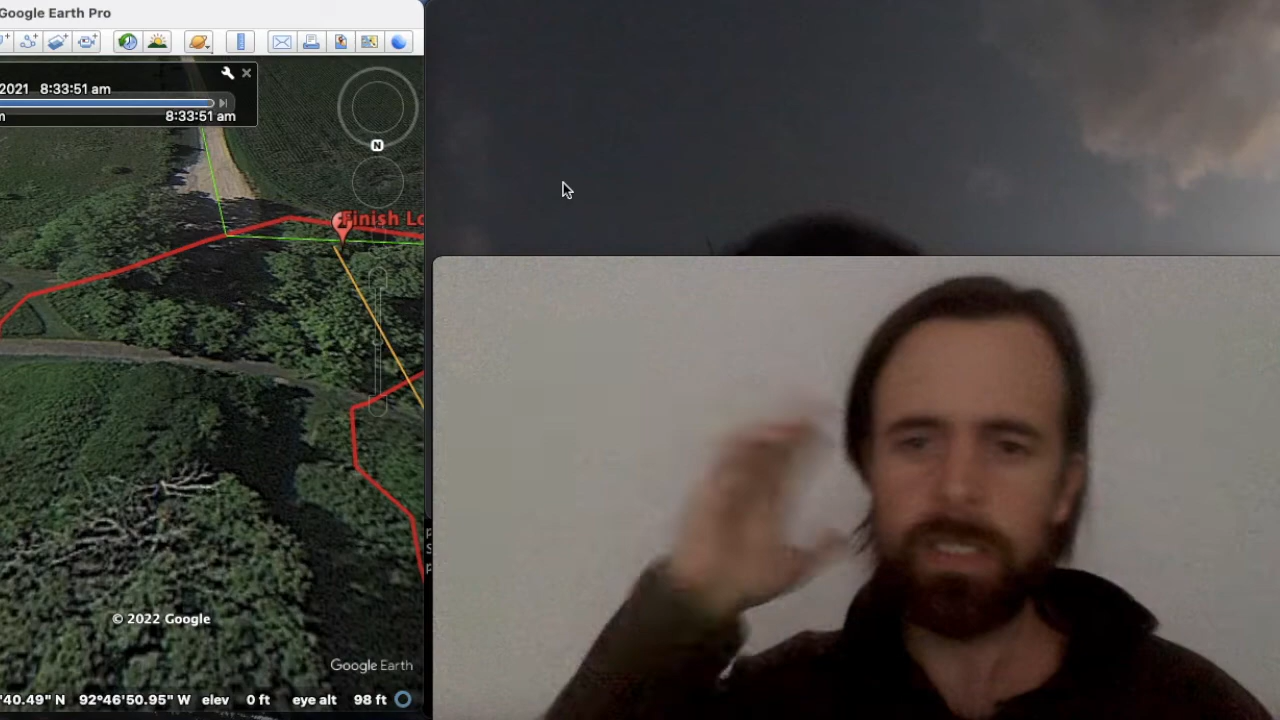 Google Earth Pro
2021 8:33:51 am
8:33:51 am
N
Finish Lo
© 2022 Google
Google Earth
'40.49" N 92°46'50.95" W elev 0 ft eye alt 98 ft